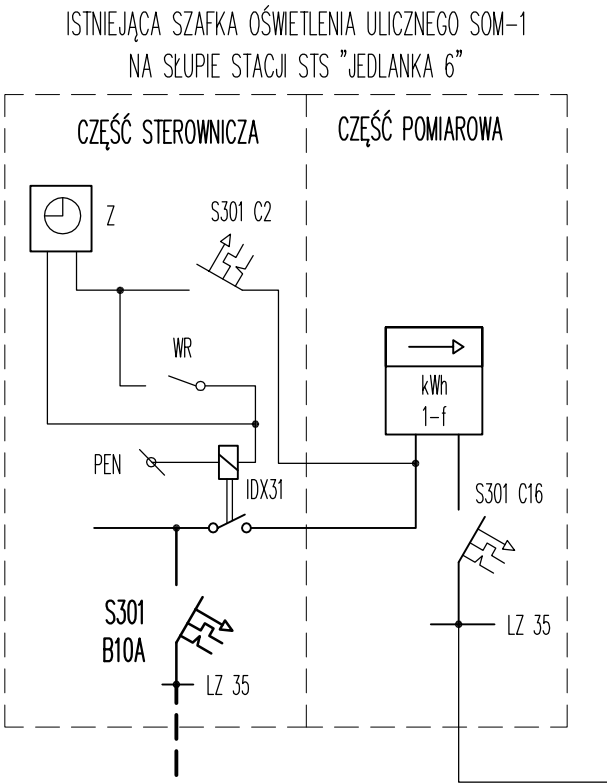 ISTNIEJĄCA SZAFKA OŚWIETLENIA ULICZNEGO SOM-1
NA SŁUPIE STACJI STS "JEDLANKA 6"
CZĘŚĆ STEROWNICZA
CZĘŚĆ POMIAROWA
Z
S301 C2
WR
kWh
1-f
PEN
IDX31
S301 C16
S301
B10A
LZ 35
LZ 35